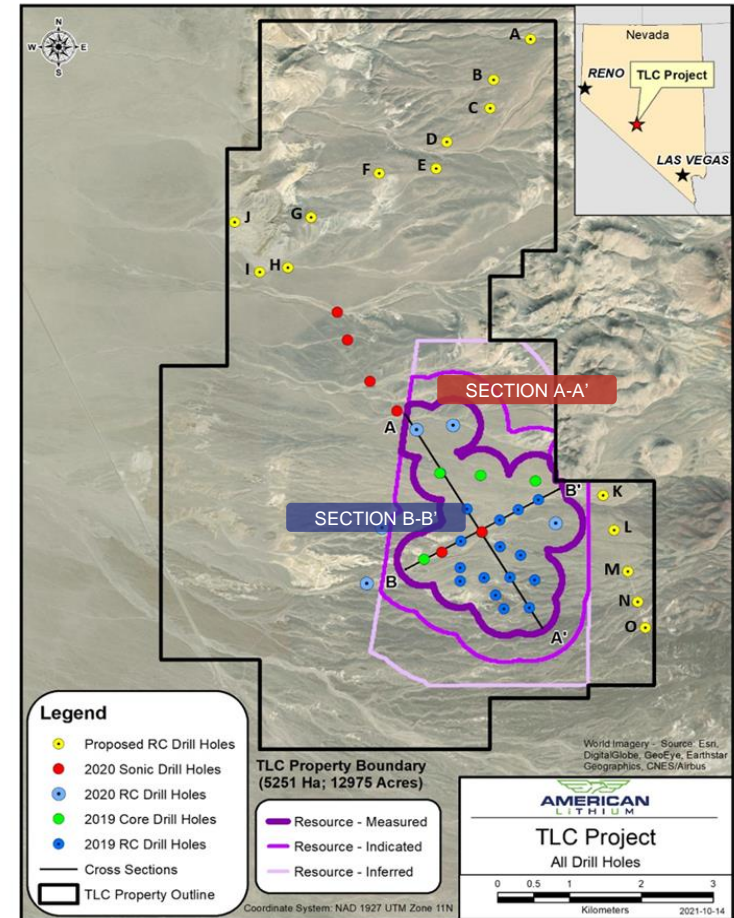 N
W E
S
Nevada
RENO
TLC Project
LAS VEGAS
A
B
C
D
E
F
G
J
H
I
SECTION A-A’
A
B'
K
SECTION B-B’
L
M
B
N
O
A'
Legend
Proposed RC Drill Holes
2020 Sonic Drill Holes
2020 RC Drill Holes
2019 Core Drill Holes
2019 RC Drill Holes
Cross Sections
TLC Property Outline
TLC Property Boundary
(5251 Ha; 12975 Acres)
Resource - Measured
Resource - Indicated
Resource - Inferred
Coordinate System: NAD 1927 UTM Zone 11N
World Imagery - Source: Esri,
DigitalGlobe, GeoEye, Earthstar
Geographics, CNES/Airbus
AMERICAN
LITHIUM
TLC Project
All Drill Holes
0 0.5 1 2 3
Kilometers
2021-10-14